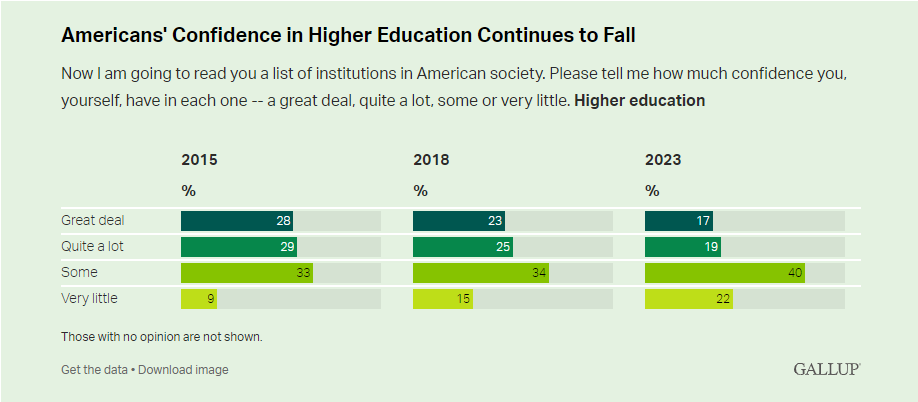 Americans' Confidence in Higher Education Continues to Fall
Now I am going to read you a list of institutions in American society. Please tell me how much confidence you,
yourself, have in each one -- a great deal, quite a lot, some or very little. Higher education
2015 2018 2023
% % %
Great deal 28 23 17
Quite a lot 29 25 19
Some 33 34 40
Very little 9 15 22
Those with no opinion are not shown.
Get the data • Download image GALLUP®